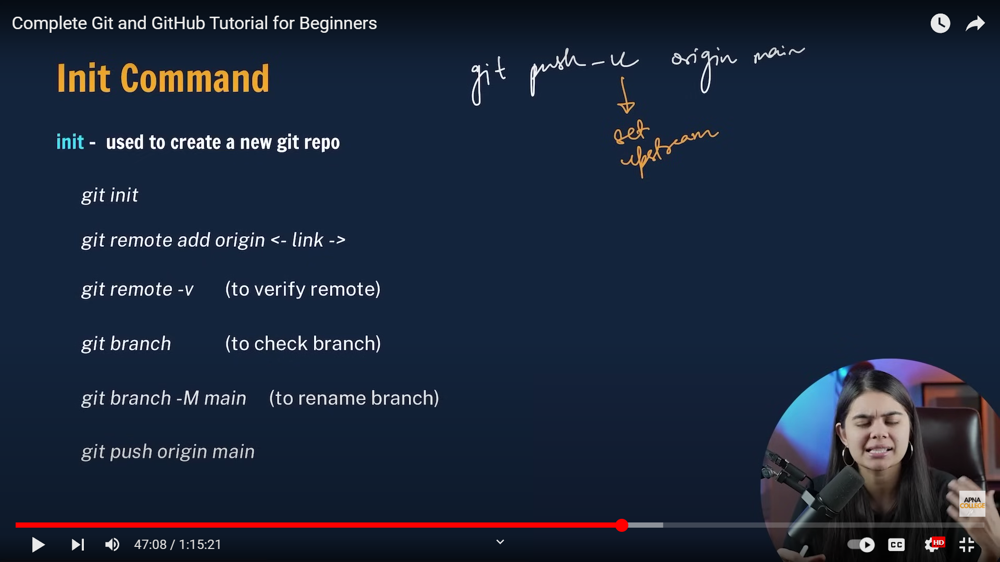 Complete Git and GitHub Tutorial for Beginners
git push -u origin main
Init Command
set
upstream
init - used to create a new git repo
git init
git remote add origin <- link ->
git remote -v (to verify remote)
git branch (to check branch)
git branch -M main (to rename branch)
git push origin main
APNA
COLLEGE
47:08 / 1:15:21
CC
HD